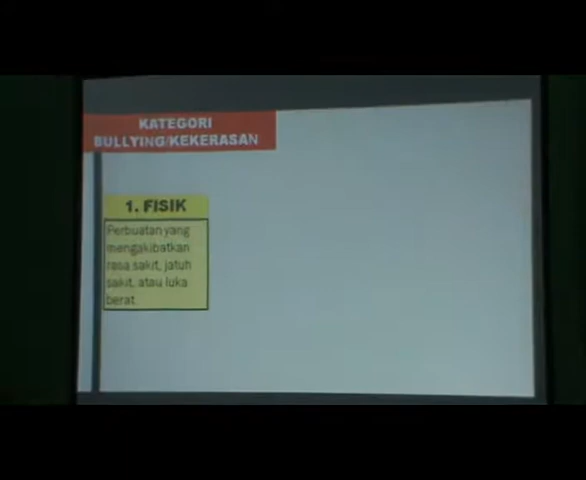 KATEGORI
BULLYING/KEKERASAN
1. FISIK
Perbuatan yang
mengakibatkan
rasa sakit, jatuh
sakit, atau luka
berat